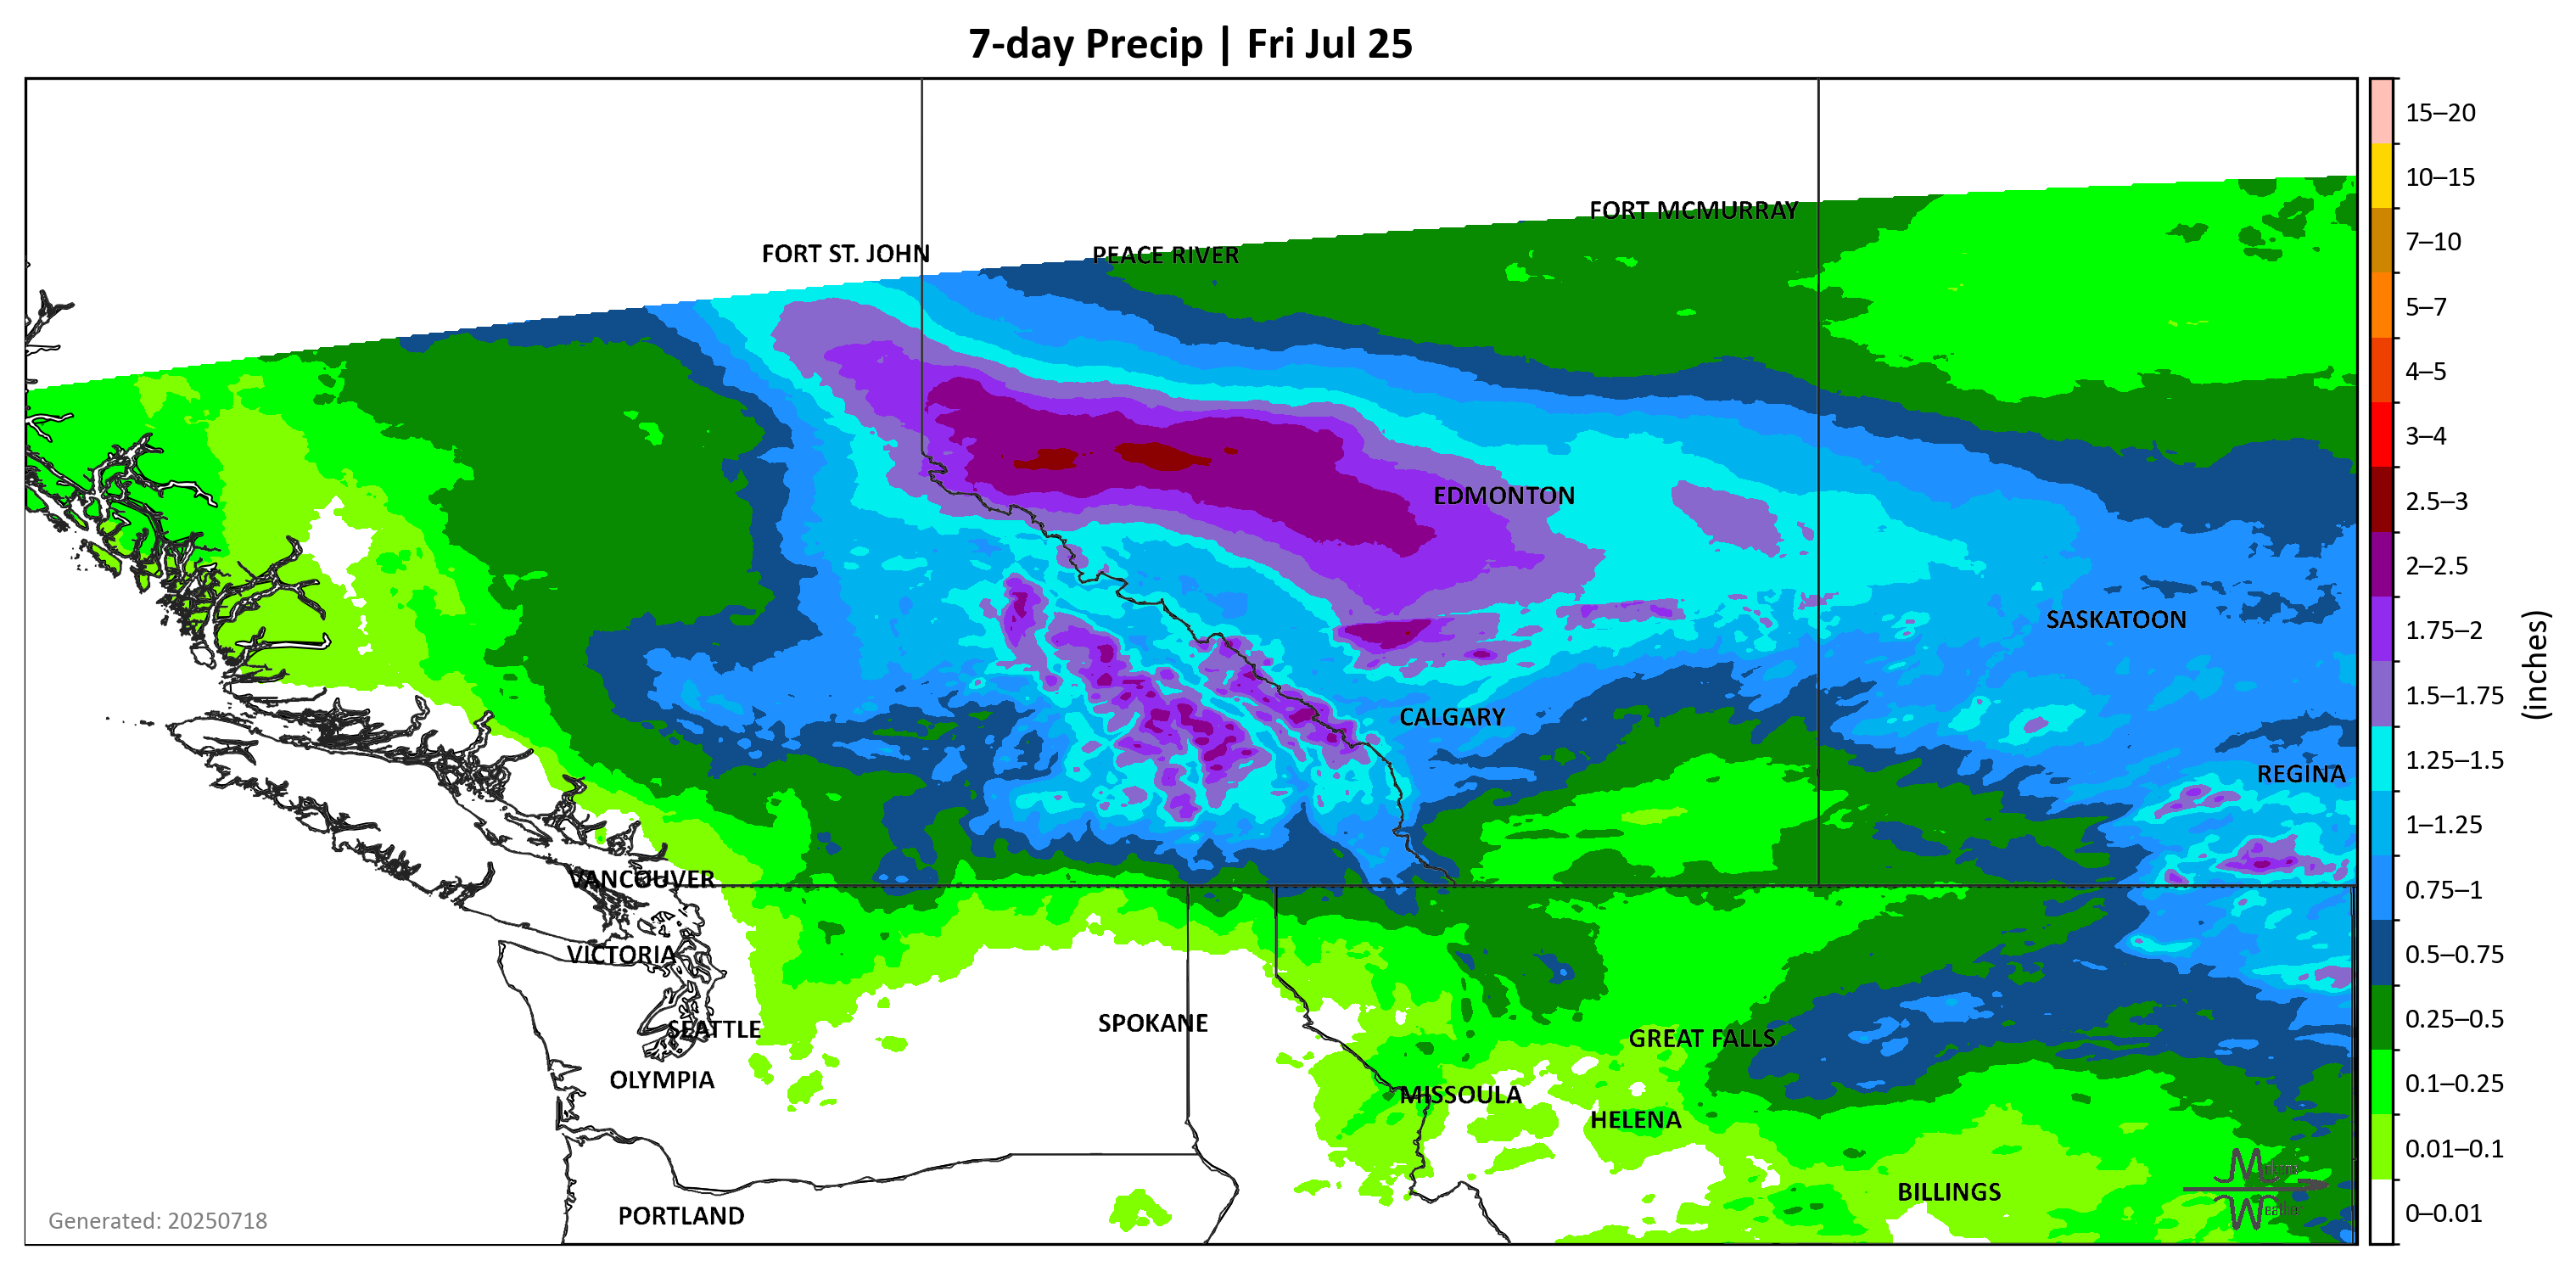 7-day Precip | Fri Jul 25
FORT MCMURRAY
FORT ST. JOHN
PEACE RIVER
EDMONTON
SASKATOON
CALGARY
REGINA
VANCOUVER
VICTORIA
SEATTLE
SPOKANE
GREAT FALLS
OLYMPIA
MISSOULA
HELENA
BILLINGS
PORTLAND
Generated: 20250718
Weather
15–20
10–15
7–10
5–7
4–5
3–4
2.5–3
2–2.5
1.75–2
1.5–1.75
1.25–1.5
1–1.25
0.75–1
0.5–0.75
0.25–0.5
0.1–0.25
0.01–0.1
0–0.01
(inches)